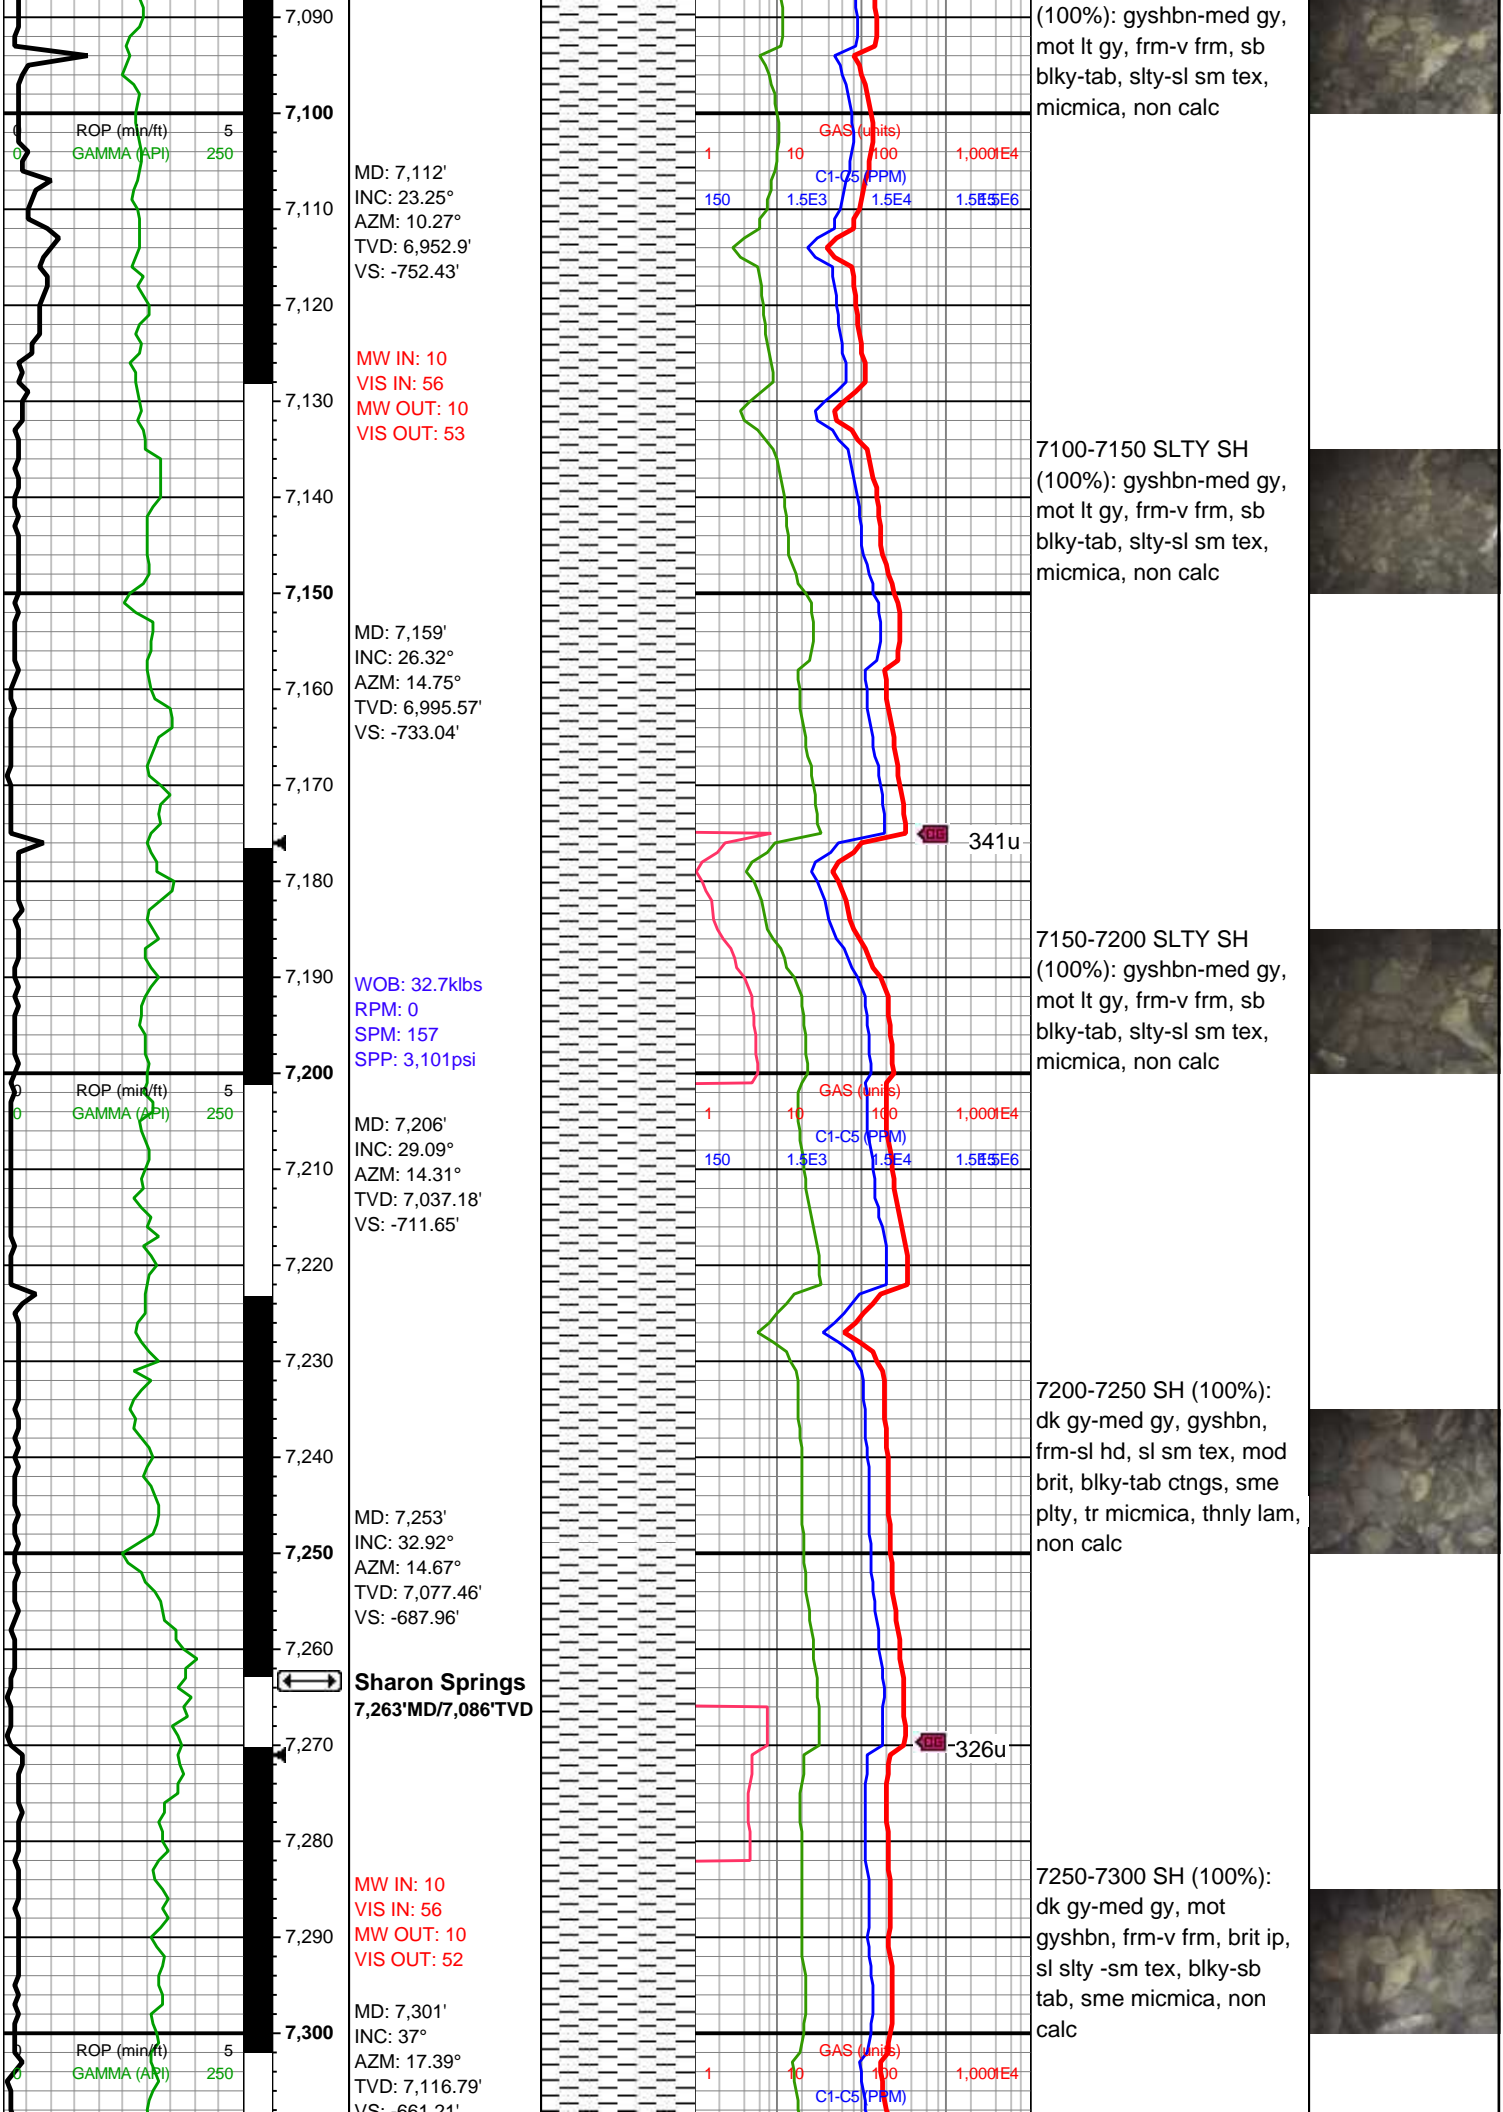 7,090
(100%): gyshbn-med gy,
mot lt gy, frm-v frm, sb
blky-tab, slty-sl sm tex,
micmica, non calc
7,100
0 ROP (min/ft) 5
0 GAMMA (API) 250
GAS (units)
1 10 100 1,000 1E4
C1-C5 (PPM)
150 1.5E3 1.5E4 1.5E5 1.5E6
MD: 7,112'
INC: 23.25°
AZM: 10.27°
TVD: 6,952.9'
VS: -752.43'
7,110
7,120
MW IN: 10
VIS IN: 56
MW OUT: 10
VIS OUT: 53
7,130
7100-7150 SLTY SH
(100%): gyshbn-med gy,
mot lt gy, frm-v frm, sb
blky-tab, slty-sl sm tex,
micmica, non calc
7,140
7,150
MD: 7,159'
INC: 26.32°
AZM: 14.75°
TVD: 6,995.57'
VS: -733.04'
7,160
7,170
DG 341u
7,180
7150-7200 SLTY SH
(100%): gyshbn-med gy,
mot lt gy, frm-v frm, sb
blky-tab, slty-sl sm tex,
micmica, non calc
7,190
WOB: 32.7klbs
RPM: 0
SPM: 157
SPP: 3,101psi
7,200
0 ROP (min/ft) 5
0 GAMMA (API) 250
GAS (units)
1 10 100 1,000 1E4
C1-C5 (PPM)
150 1.5E3 1.5E4 1.5E5 1.5E6
MD: 7,206'
INC: 29.09°
AZM: 14.31°
TVD: 7,037.18'
VS: -711.65'
7,210
7,220
7,230
7200-7250 SH (100%):
dk gy-med gy, gyshbn,
frm-sl hd, sl sm tex, mod
brit, blky-tab ctngs, sme
plty, tr micmica, thnly lam,
non calc
7,240
7,250
MD: 7,253'
INC: 32.92°
AZM: 14.67°
TVD: 7,077.46'
VS: -687.96'
7,260
Sharon Springs
7,263'MD/7,086'TVD
7,270
DG 326u
7,280
7250-7300 SH (100%):
dk gy-med gy, mot
gyshbn, frm-v frm, brit ip,
sl slty -sm tex, blky-sb
tab, sme micmica, non
calc
MW IN: 10
VIS IN: 56
MW OUT: 10
VIS OUT: 52
7,290
7,300
MD: 7,301'
INC: 37°
AZM: 17.39°
TVD: 7,116.79'
VS: -661.21'
0 ROP (min/ft) 5
0 GAMMA (API) 250
GAS (units)
1 10 100 1,000 1E4
C1-C5 (PPM)